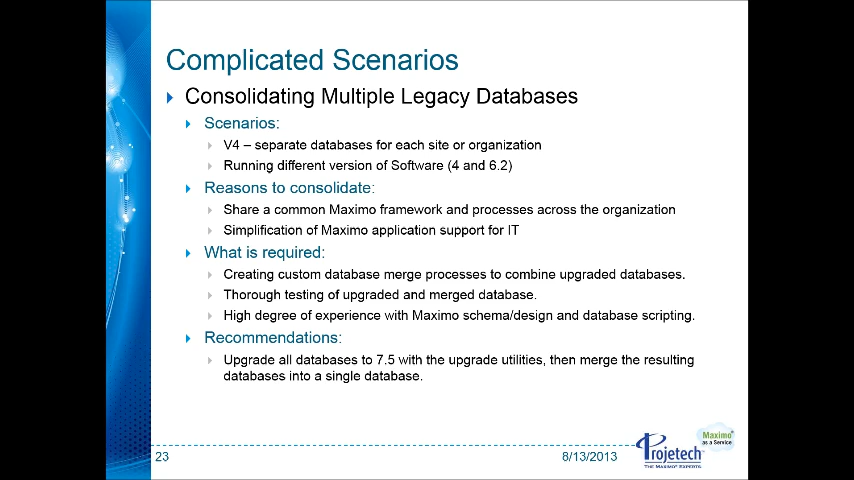 Complicated Scenarios
Consolidating Multiple Legacy Databases
Scenarios:
V4 – separate databases for each site or organization
Running different version of Software (4 and 6.2)
Reasons to consolidate:
Share a common Maximo framework and processes across the organization
Simplification of Maximo application support for IT
What is required:
Creating custom database merge processes to combine upgraded databases.
Thorough testing of upgraded and merged database.
High degree of experience with Maximo schema/design and database scripting.
Recommendations:
Upgrade all databases to 7.5 with the upgrade utilities, then merge the resulting
databases into a single database.
23
8/13/2013
Projetech
THE MAXIMO EXPERTS
Maximo
as a Service